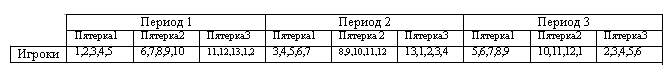 Период 1 Период 2 Период 3
Пятерка1 Пятерка2 Пятерка3 Пятерка1 Пятерка2 Пятерка3 Пятерка1 Пятерка2 Пятерка3
Игроки 1,2,3,4,5 6,7,8,9,10 11,12,13,1,2 3,4,5,6,7 8,9,10,11,12 13,1,2,3,4 5,6,7,8,9 10,11,12,1 2,3,4,5,6